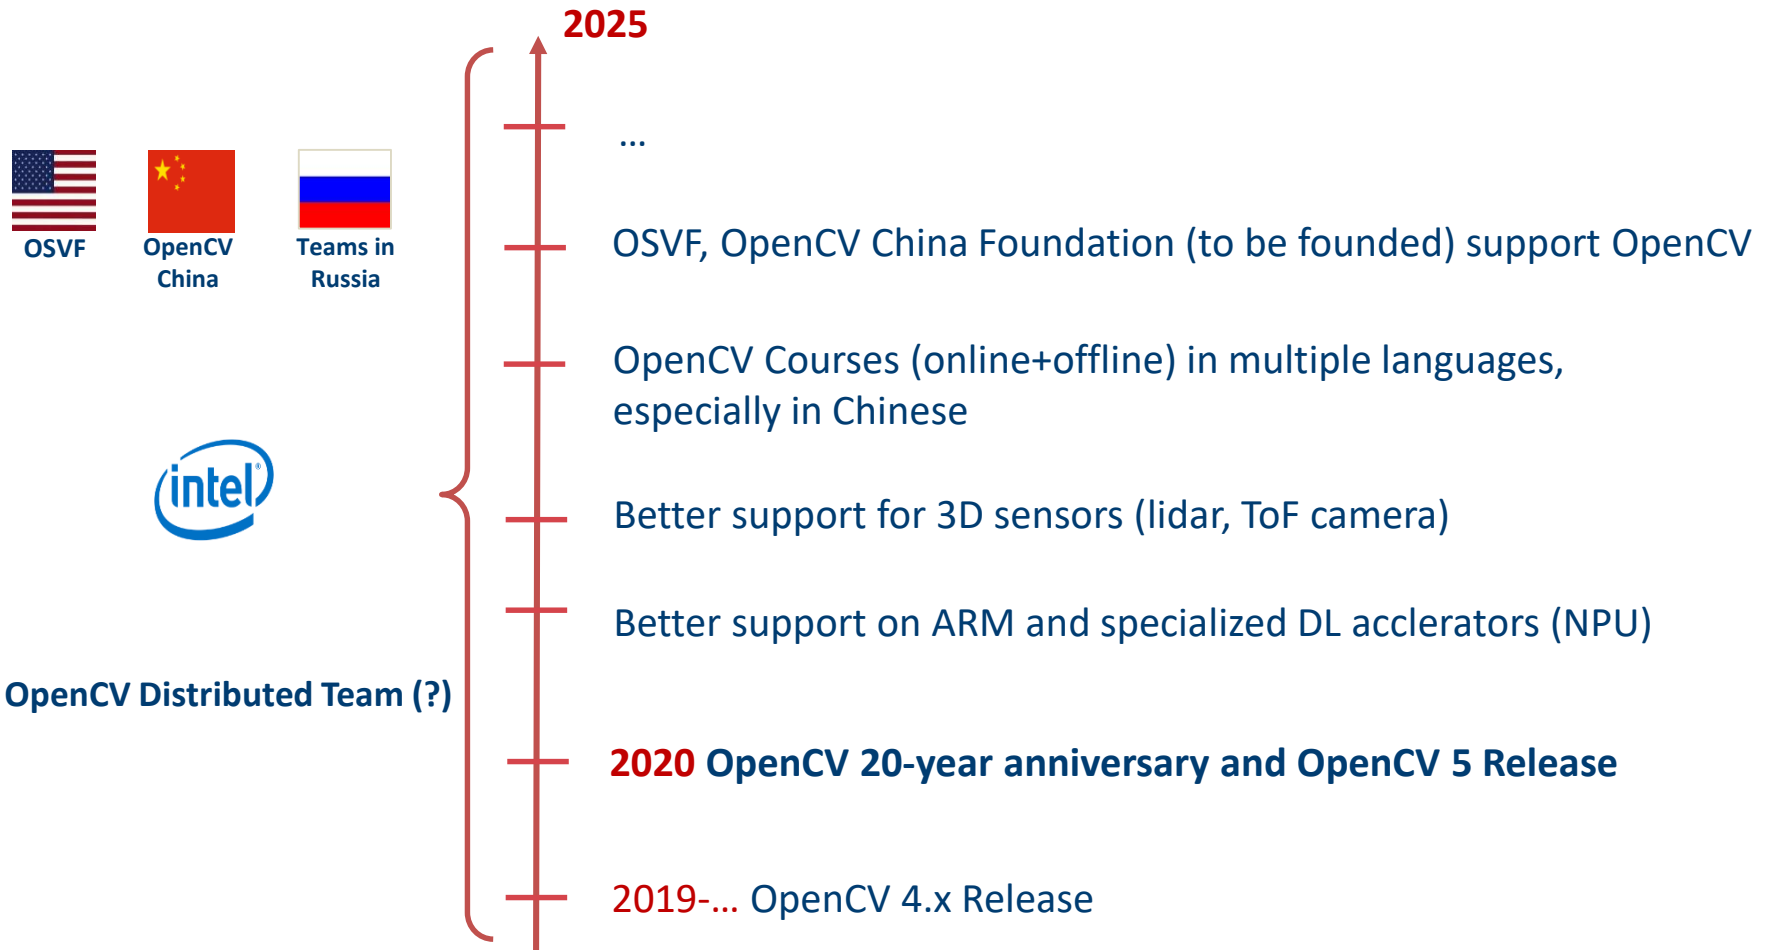 2025
...
OSVF
OpenCV
China
Teams in
Russia
OSVF, OpenCV China Foundation (to be founded) support OpenCV
OpenCV Courses (online+offline) in multiple languages,
especially in Chinese
intel®
Better support for 3D sensors (lidar, ToF camera)
Better support on ARM and specialized DL acclerators (NPU)
OpenCV Distributed Team (?)
2020 OpenCV 20-year anniversary and OpenCV 5 Release
2019-... OpenCV 4.x Release